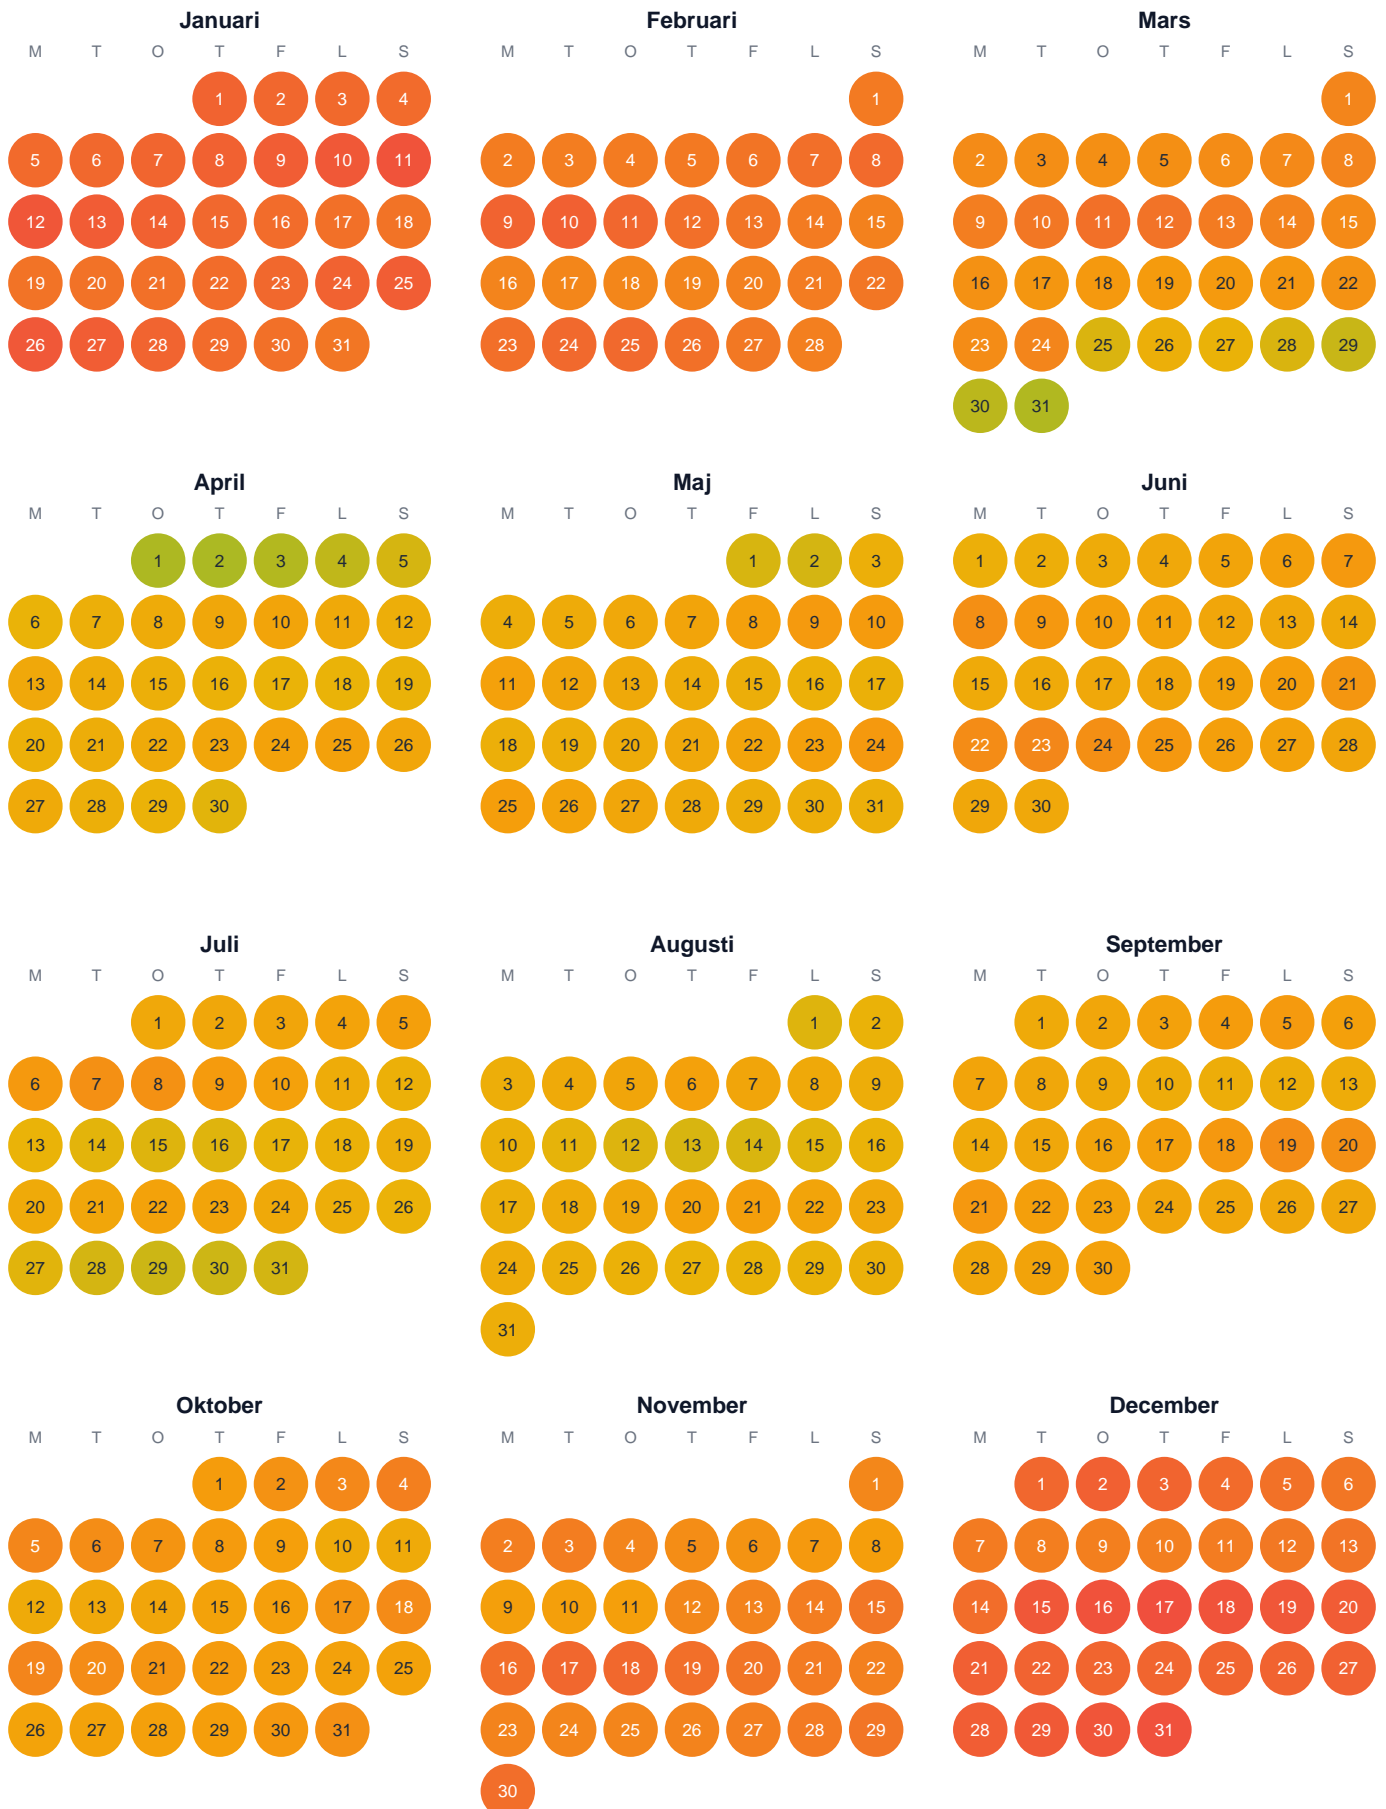 Januari Februari Mars
M T O T F L S M T O T F L S M T O T F L S
1 2 3 4 1 1
5 6 7 8 9 10 11 2 3 4 5 6 7 8 2 3 4 5 6 7 8
12 13 14 15 16 17 18 9 10 11 12 13 14 15 9 10 11 12 13 14 15
19 20 21 22 23 24 25 16 17 18 19 20 21 22 16 17 18 19 20 21 22
26 27 28 29 30 31 23 24 25 26 27 28 23 24 25 26 27 28 29
30 31
April Maj Juni
M T O T F L S M T O T F L S M T O T F L S
1 2 3 4 5 1 2 3 1 2 3 4 5 6 7
6 7 8 9 10 11 12 4 5 6 7 8 9 10 8 9 10 11 12 13 14
13 14 15 16 17 18 19 11 12 13 14 15 16 17 15 16 17 18 19 20 21
20 21 22 23 24 25 26 18 19 20 21 22 23 24 22 23 24 25 26 27 28
27 28 29 30 25 26 27 28 29 30 31 29 30
Juli Augusti September
M T O T F L S M T O T F L S M T O T F L S
1 2 3 4 5 1 2 1 2 3 4 5 6
6 7 8 9 10 11 12 3 4 5 6 7 8 9 7 8 9 10 11 12 13
13 14 15 16 17 18 19 10 11 12 13 14 15 16 14 15 16 17 18 19 20
20 21 22 23 24 25 26 17 18 19 20 21 22 23 21 22 23 24 25 26 27
27 28 29 30 31 24 25 26 27 28 29 30 28 29 30
31
Oktober November December
M T O T F L S M T O T F L S M T O T F L S
1 2 3 4 1 1 2 3 4 5 6
5 6 7 8 9 10 11 2 3 4 5 6 7 8 7 8 9 10 11 12 13
12 13 14 15 16 17 18 9 10 11 12 13 14 15 14 15 16 17 18 19 20
19 20 21 22 23 24 25 16 17 18 19 20 21 22 21 22 23 24 25 26 27
26 27 28 29 30 31 23 24 25 26 27 28 29 28 29 30 31
30